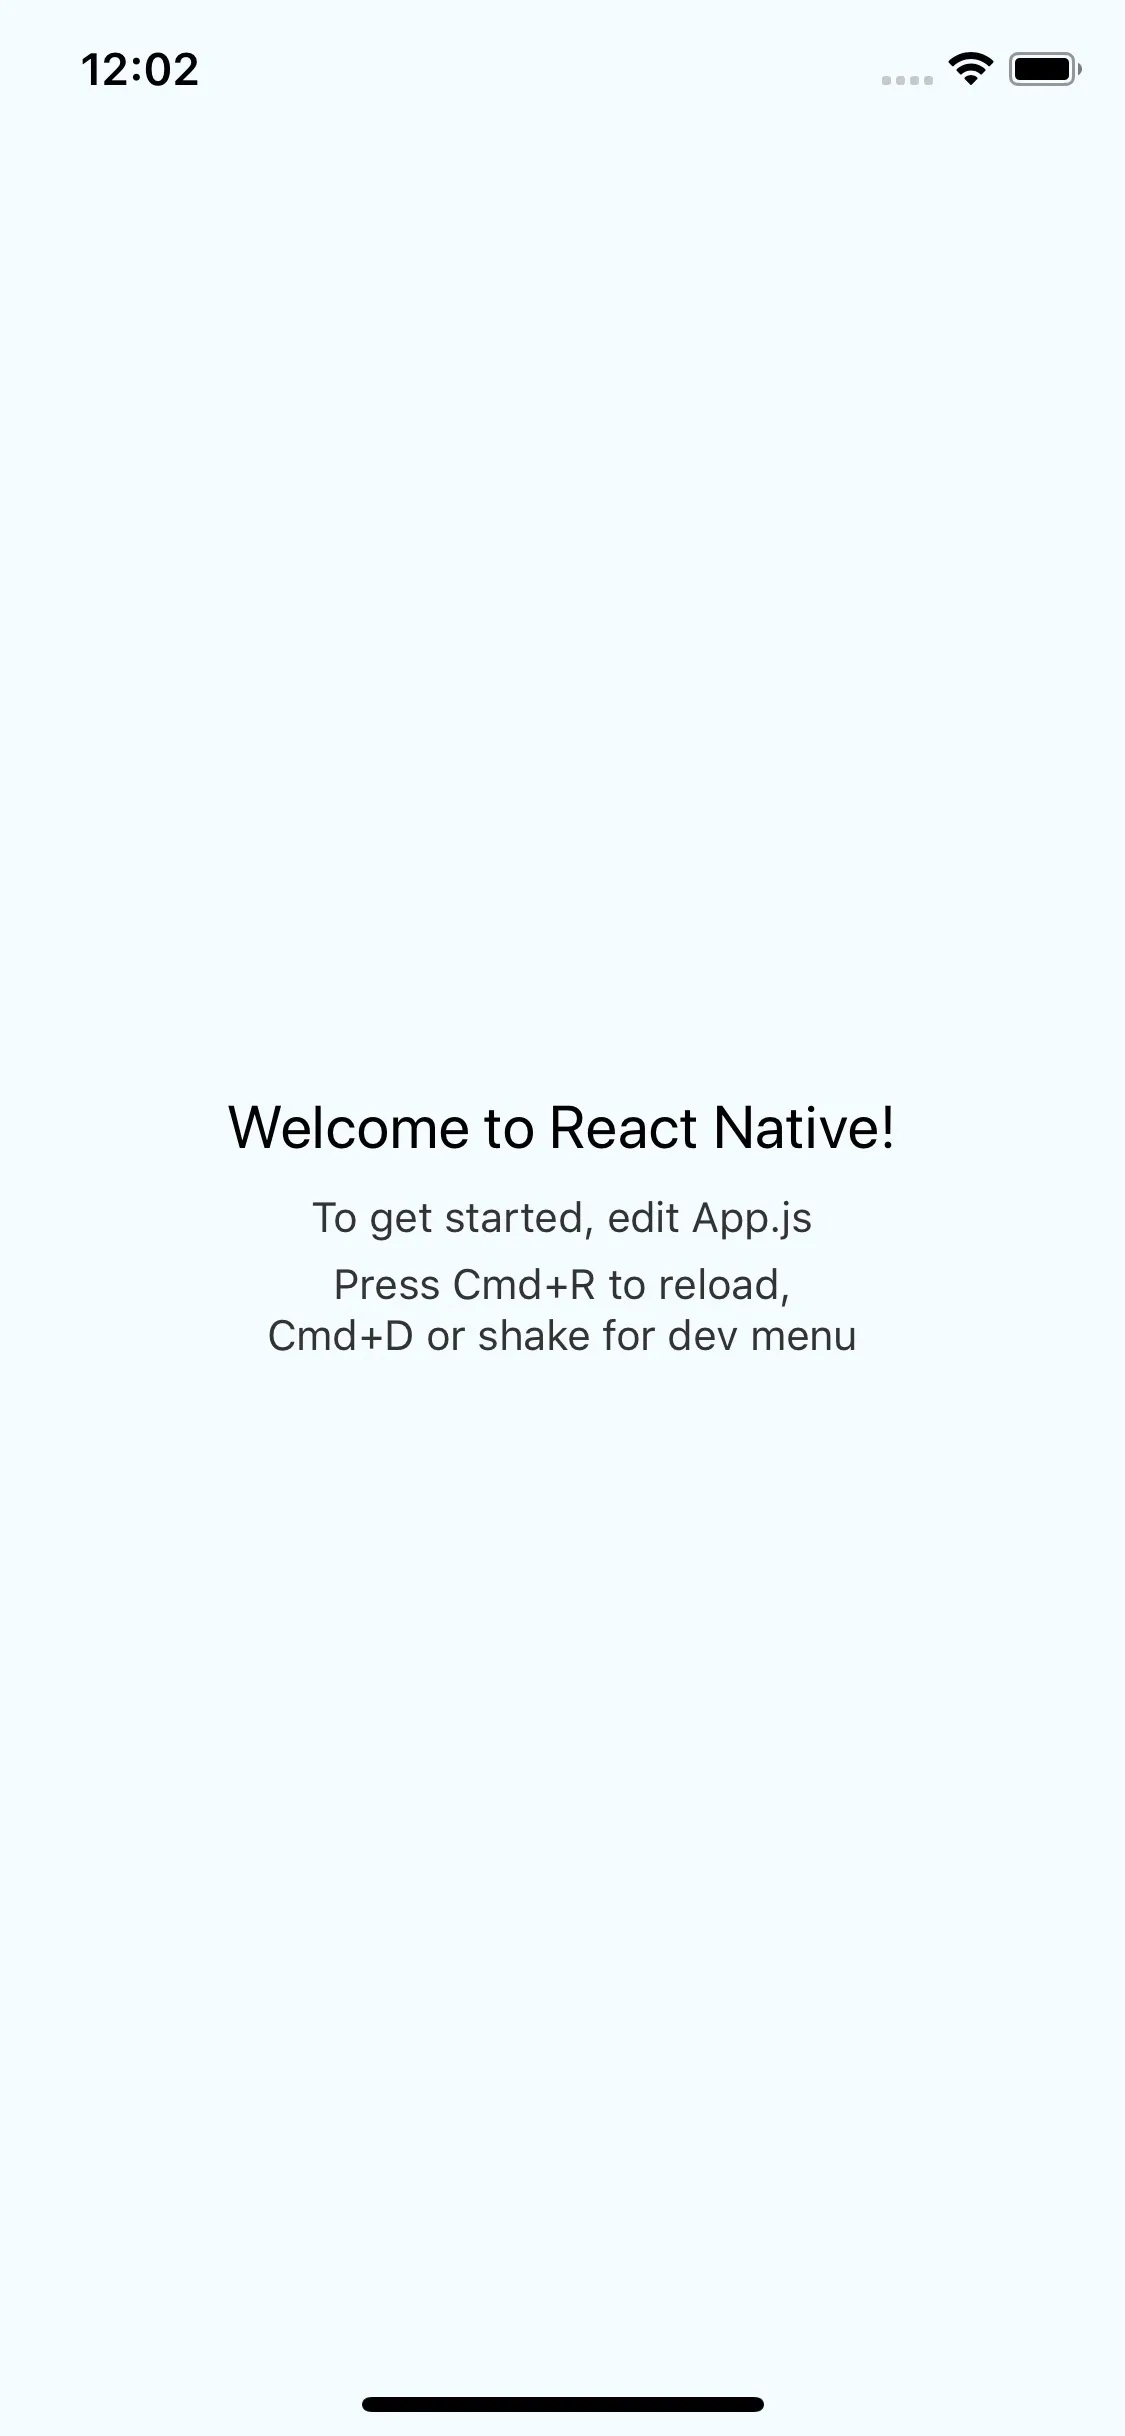 12:02
Welcome to React Native!
To get started, edit App.js
Press Cmd+R to reload,
Cmd+D or shake for dev menu